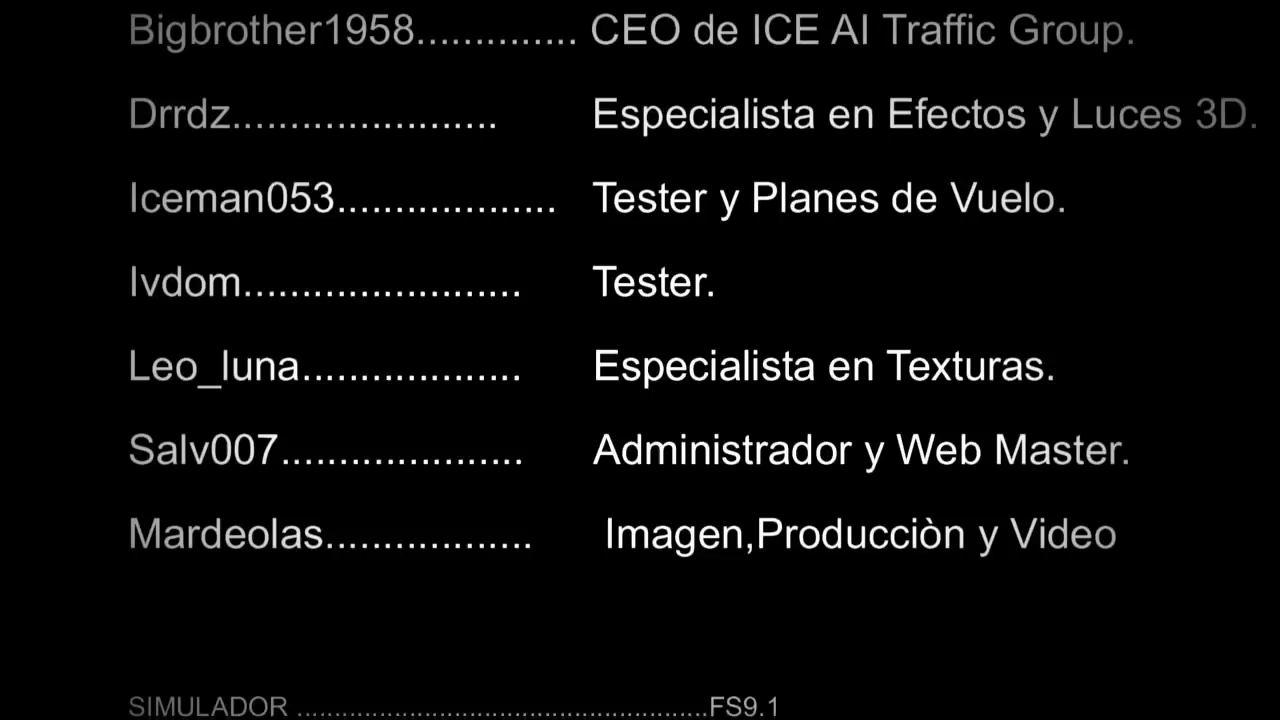 Bigbrother1958.............. CEO de ICE AI Traffic Group.
Drrdz....................... Especialista en Efectos y Luces 3D.
Iceman053................... Tester y Planes de Vuelo.
Ivdom........................ Tester.
Leo_luna................... Especialista en Texturas.
Salv007..................... Administrador y Web Master.
Mardeolas.................. Imagen,Producciòn y Video
SIMULADOR ....................................................FS9.1